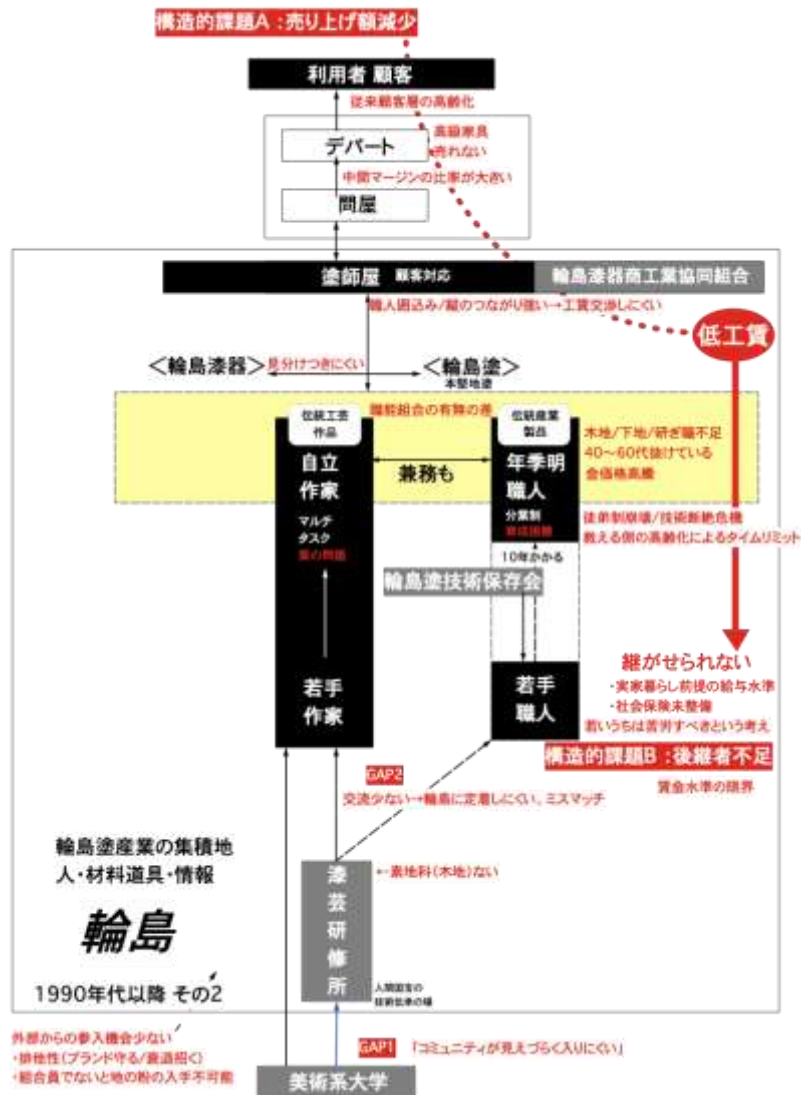 構造的課題A:売り上げ額減少
利用者 顧客
従来顧客層の高齢化
デパート
高級家具
売れない
中間マージンの比率が大きい
問屋
塗師屋 顧客対応
輪島漆器商工業協同組合
職人囲込み/縦のつながり強い→工賃交渉しにくい
低工賃
<輪島漆器>
見分けつきにくい
<輪島塗>
本堅地塗
職能組合の有無の差
伝統工芸
作品
伝統産業
製品
自立
作家
兼務も
年季明
職人
木地/下地/研ぎ職不足
40〜60代抜けている
金価格高騰
マルチ
タスク
分業制
育成困難
徒弟制崩壊/技術断絶危機
教える側の高齢化によるタイムリミット
10年かかる
輪島塗技術保存会
若手
作家
若手
職人
継がせられない
・実家暮らし前提の給与水準
・社会保険未整備
若いうちは苦労すべきという考え
構造的課題B:後継者不足
賃金水準の限界
GAP2
交流少ない→輪島に定着しにくい、ミスマッチ
輪島塗産業の集積地
人・材料道具・情報
輪島
1990年代以降 その2
漆芸研修所
←素地科(木地)ない
人間国宝の
技術伝承の場
外部からの参入機会少ない
・排他性(ブランド守る/衰退招く)
・組合員でないと地の粉の入手不可能
GAP1
「コミュニティが見えづらく入りにくい」
美術系大学